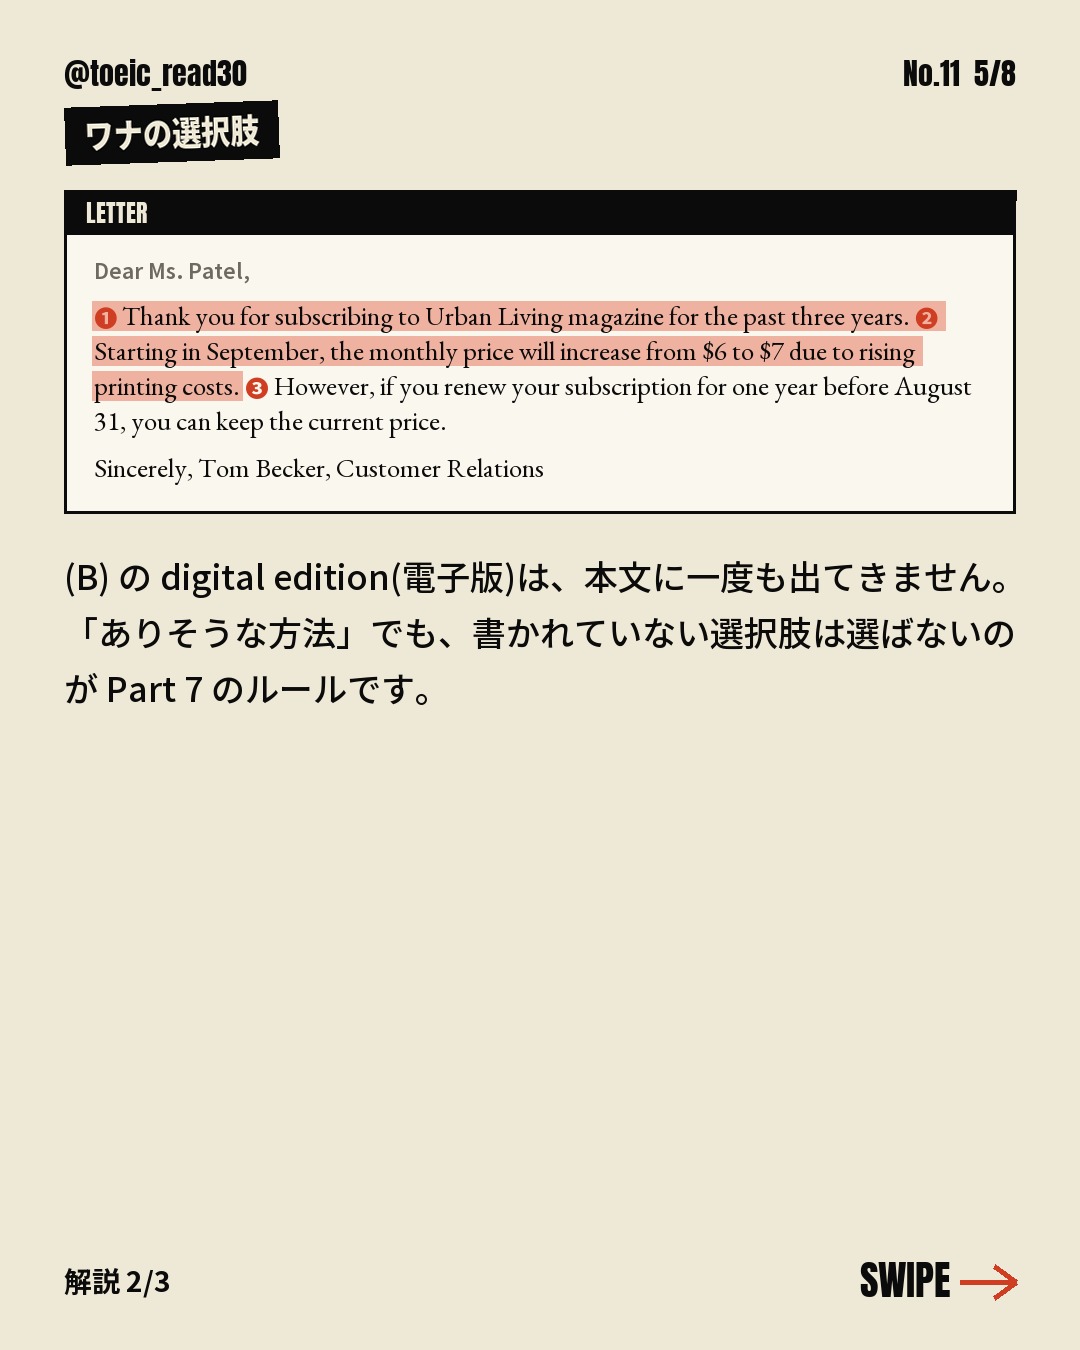 @toeic_read30
No.11 5/8
ワナの選択肢
LETTER
Dear Ms. Patel,
❶ Thank you for subscribing to Urban Living magazine for the past three years. ❷
Starting in September, the monthly price will increase from $6 to $7 due to rising
printing costs. ❸ However, if you renew your subscription for one year before August
31, you can keep the current price.
Sincerely, Tom Becker, Customer Relations
(B) の digital edition(電子版)は、本文に一度も出てきません。
「ありそうな方法」でも、書かれていない選択肢は選ばないの
が Part 7 のルールです。
解説 2/3
SWIPE →